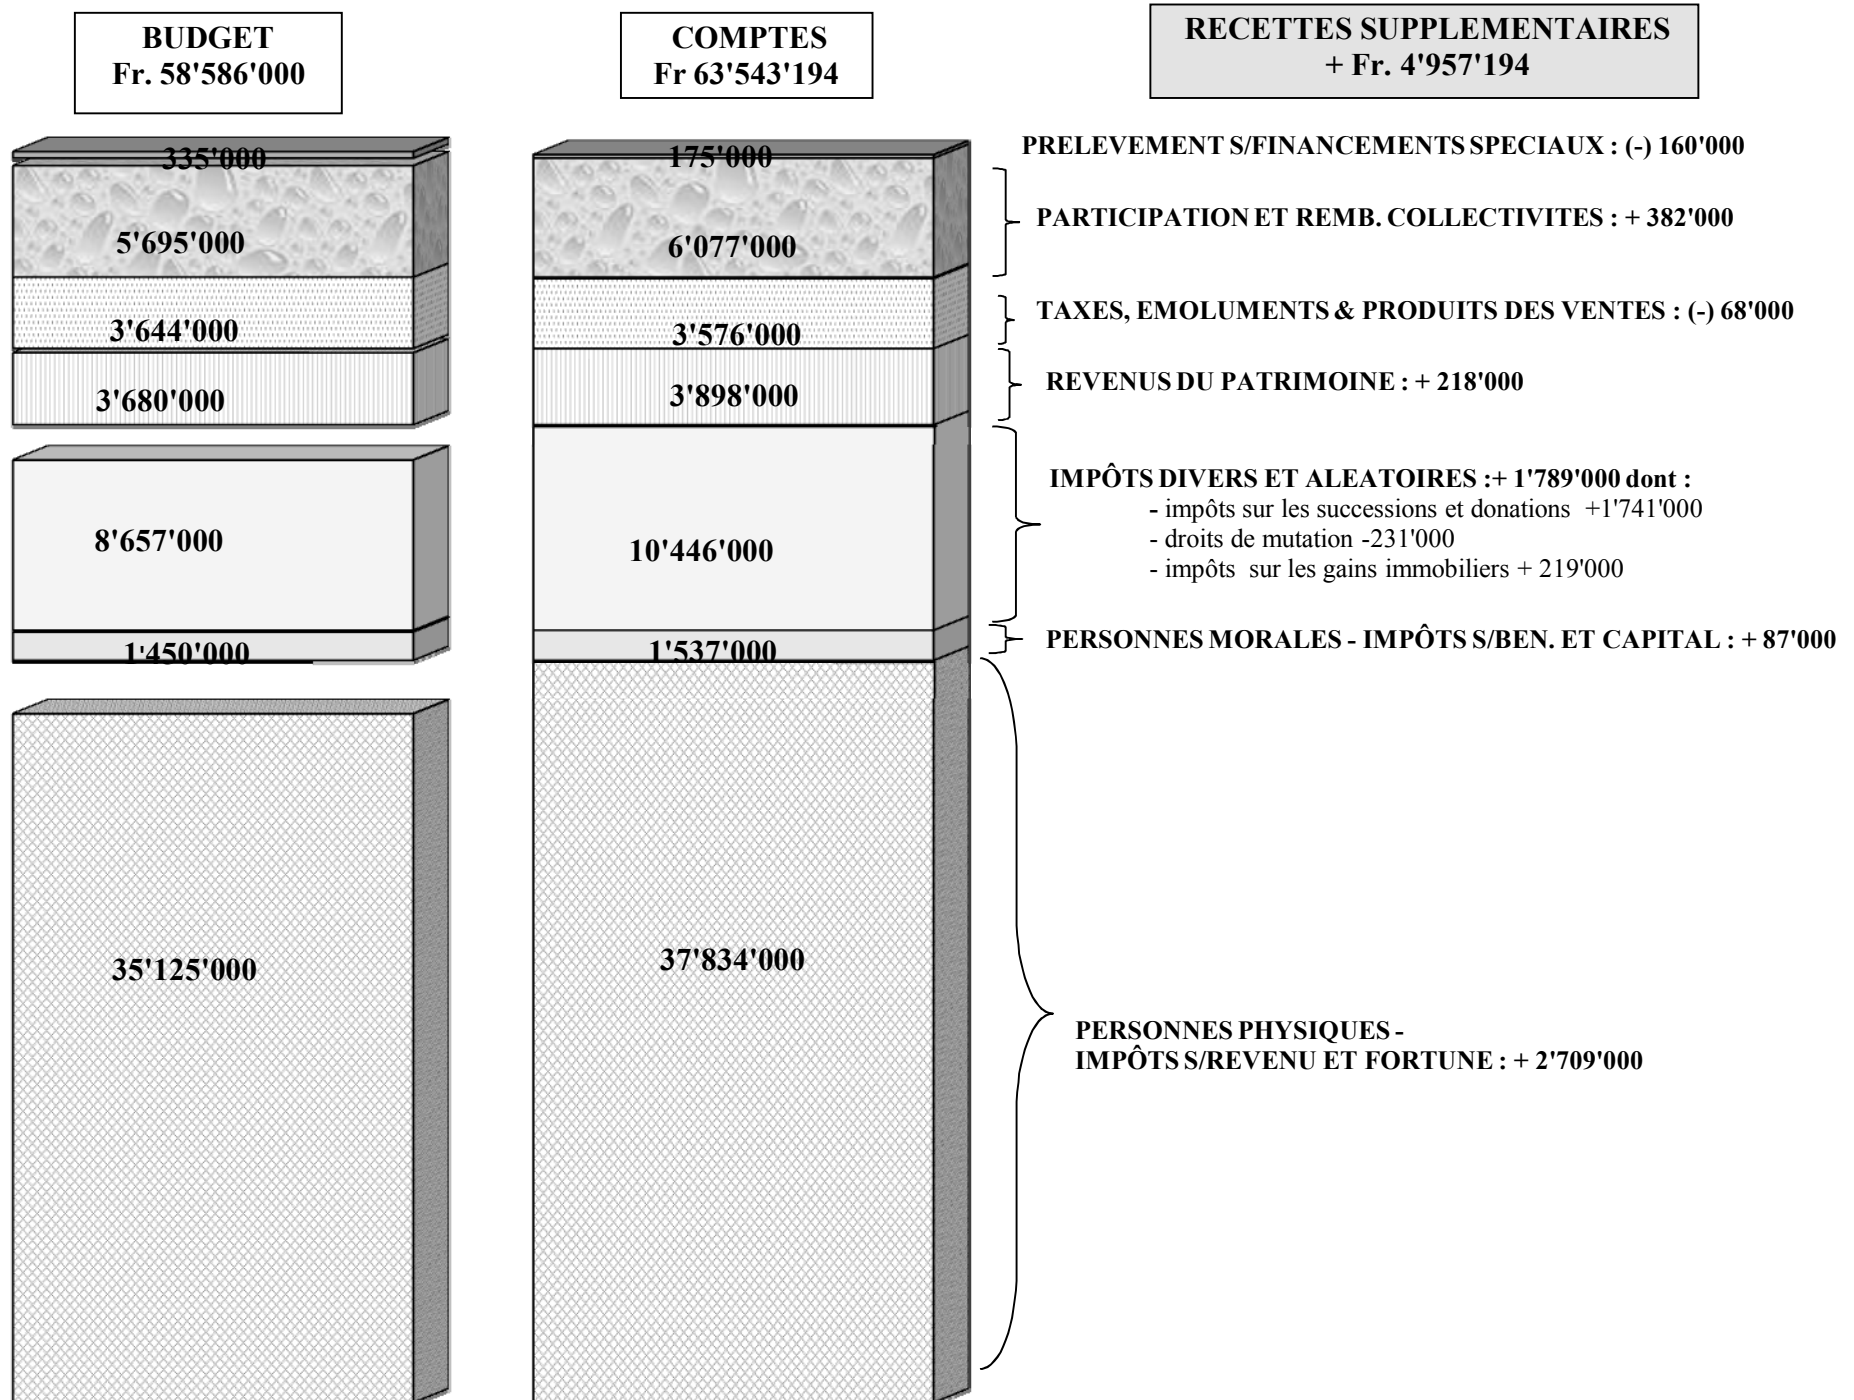 BUDGET
Fr. 58'586'000
COMPTES
Fr 63'543'194
RECETTES SUPPLEMENTAIRES
+ Fr. 4'957'194
335'000
5'695'000
3'644'000
3'680'000
8'657'000
1'450'000
35'125'000
175'000
6'077'000
3'576'000
3'898'000
10'446'000
1'537'000
37'834'000
PRELEVEMENT S/FINANCEMENTS SPECIAUX : (-) 160'000
PARTICIPATION ET REMB. COLLECTIVITES : + 382'000
TAXES, EMOLUMENTS & PRODUITS DES VENTES : (-) 68'000
REVENUS DU PATRIMOINE : + 218'000
IMPÔTS DIVERS ET ALEATOIRES :+ 1'789'000 dont :
- impôts sur les successions et donations +1'741'000
- droits de mutation -231'000
- impôts sur les gains immobiliers + 219'000
PERSONNES MORALES - IMPÔTS S/BEN. ET CAPITAL : + 87'000
PERSONNES PHYSIQUES -
IMPÔTS S/REVENU ET FORTUNE : + 2'709'000